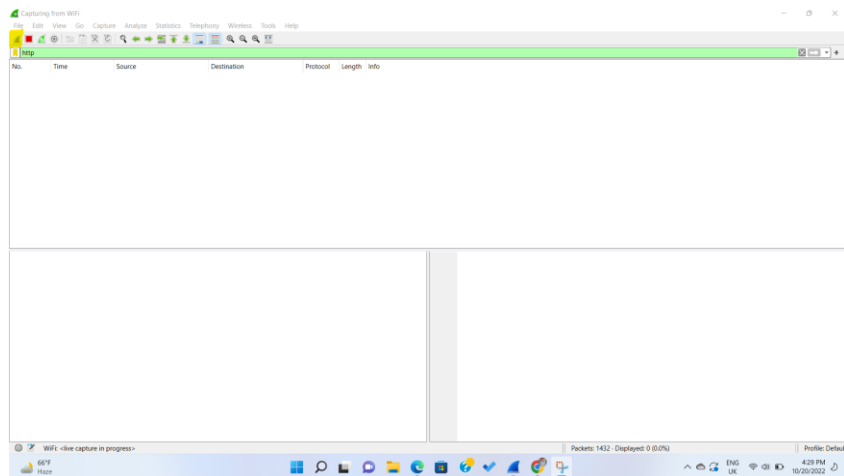 Capturing from WiFi
File Edit View Go Capture Analyze Statistics Telephony Wireless Tools Help
http
No. Time Source Destination Protocol Length Info
WiFi: <live capture in progress>
Packets: 1432 · Displayed: 0 (0.0%)
Profile: Defau
66°F
Haze
ENG
UK
4:29 PM
10/20/2022